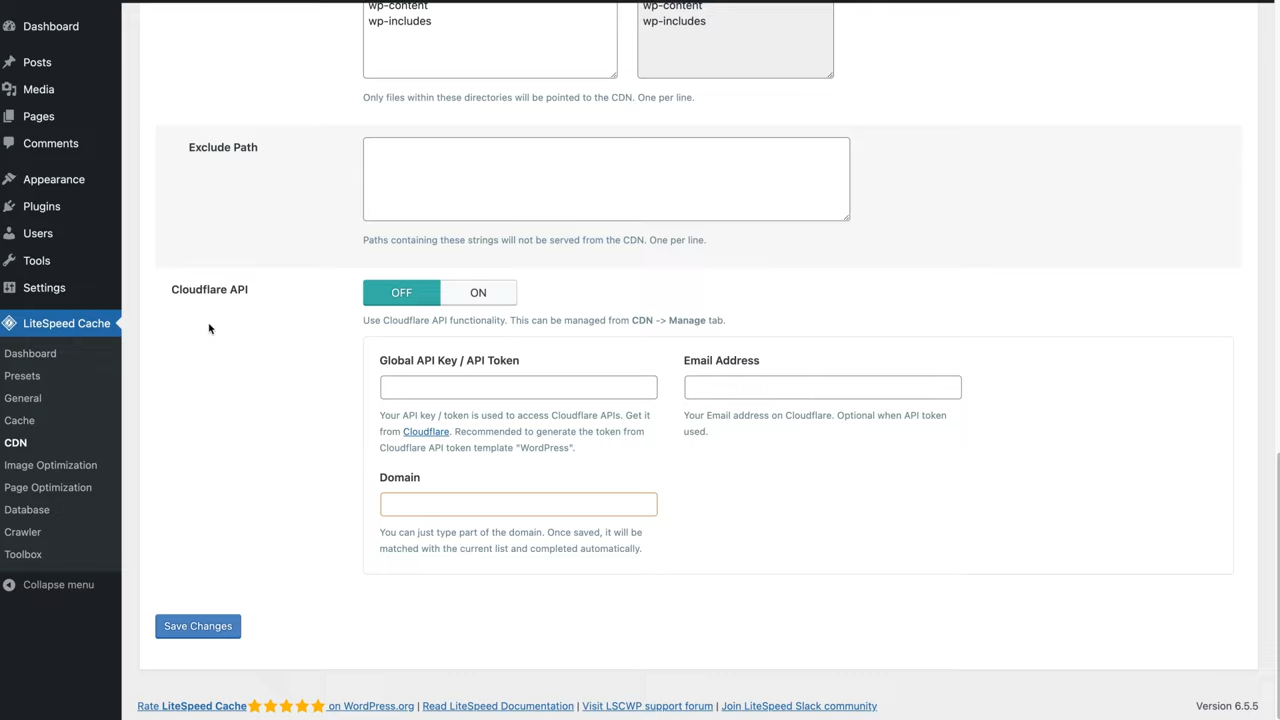 Dashboard
Posts
Media
Pages
Comments
Appearance
Plugins
Users
Tools
Settings
LiteSpeed Cache
Dashboard
Presets
General
Cache
CDN
Image Optimization
Page Optimization
Database
Crawler
Toolbox
Collapse menu
wp-content
wp-includes
wp-content
wp-includes
Only files within these directories will be pointed to the CDN. One per line.
Exclude Path
Paths containing these strings will not be served from the CDN. One per line.
Cloudflare API
OFF ON
Use Cloudflare API functionality. This can be managed from CDN -> Manage tab.
Global API Key / API Token
Your API key / token is used to access Cloudflare APIs. Get it
from Cloudflare. Recommended to generate the token from
Cloudflare API token template "WordPress".
Email Address
Your Email address on Cloudflare. Optional when API token
used.
Domain
You can just type part of the domain. Once saved, it will be
matched with the current list and completed automatically.
Save Changes
Rate LiteSpeed Cache on WordPress.org | Read LiteSpeed Documentation | Visit LSCWP support forum | Join LiteSpeed Slack community
Version 6.5.5